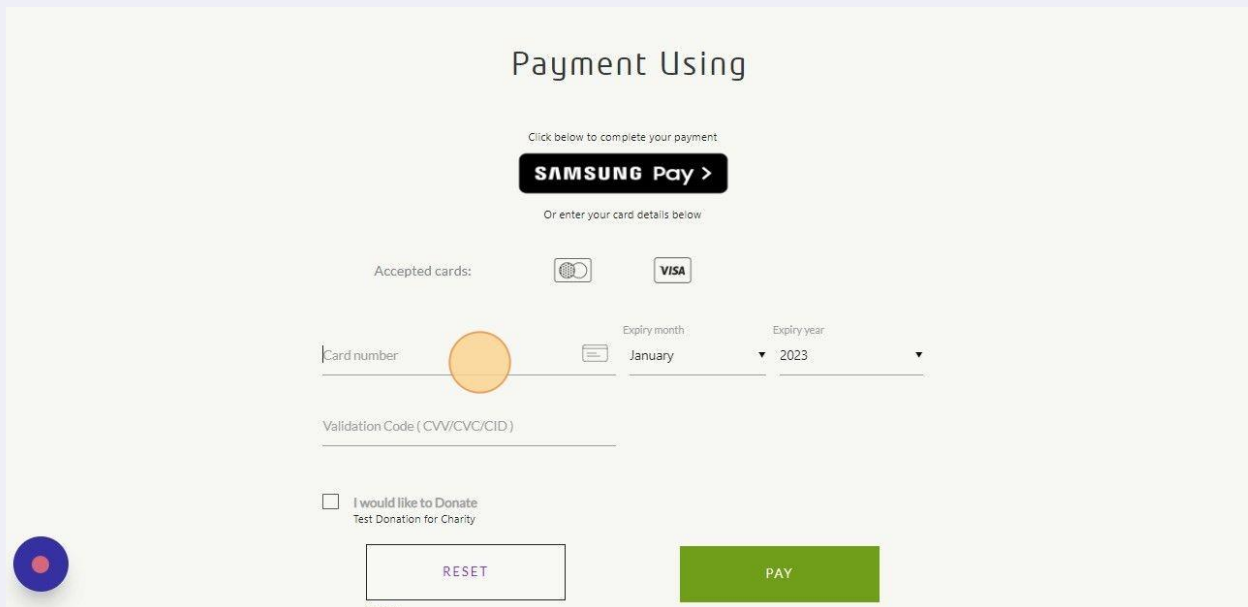 Payment Using
Click below to complete your payment
SAMSUNG Pay >
Or enter your card details below
Accepted cards: VISA
Expiry month Expiry year
Card number January 2023
Validation Code ( CVV/CVC/CID )
I would like to Donate
Test Donation for Charity
RESET PAY